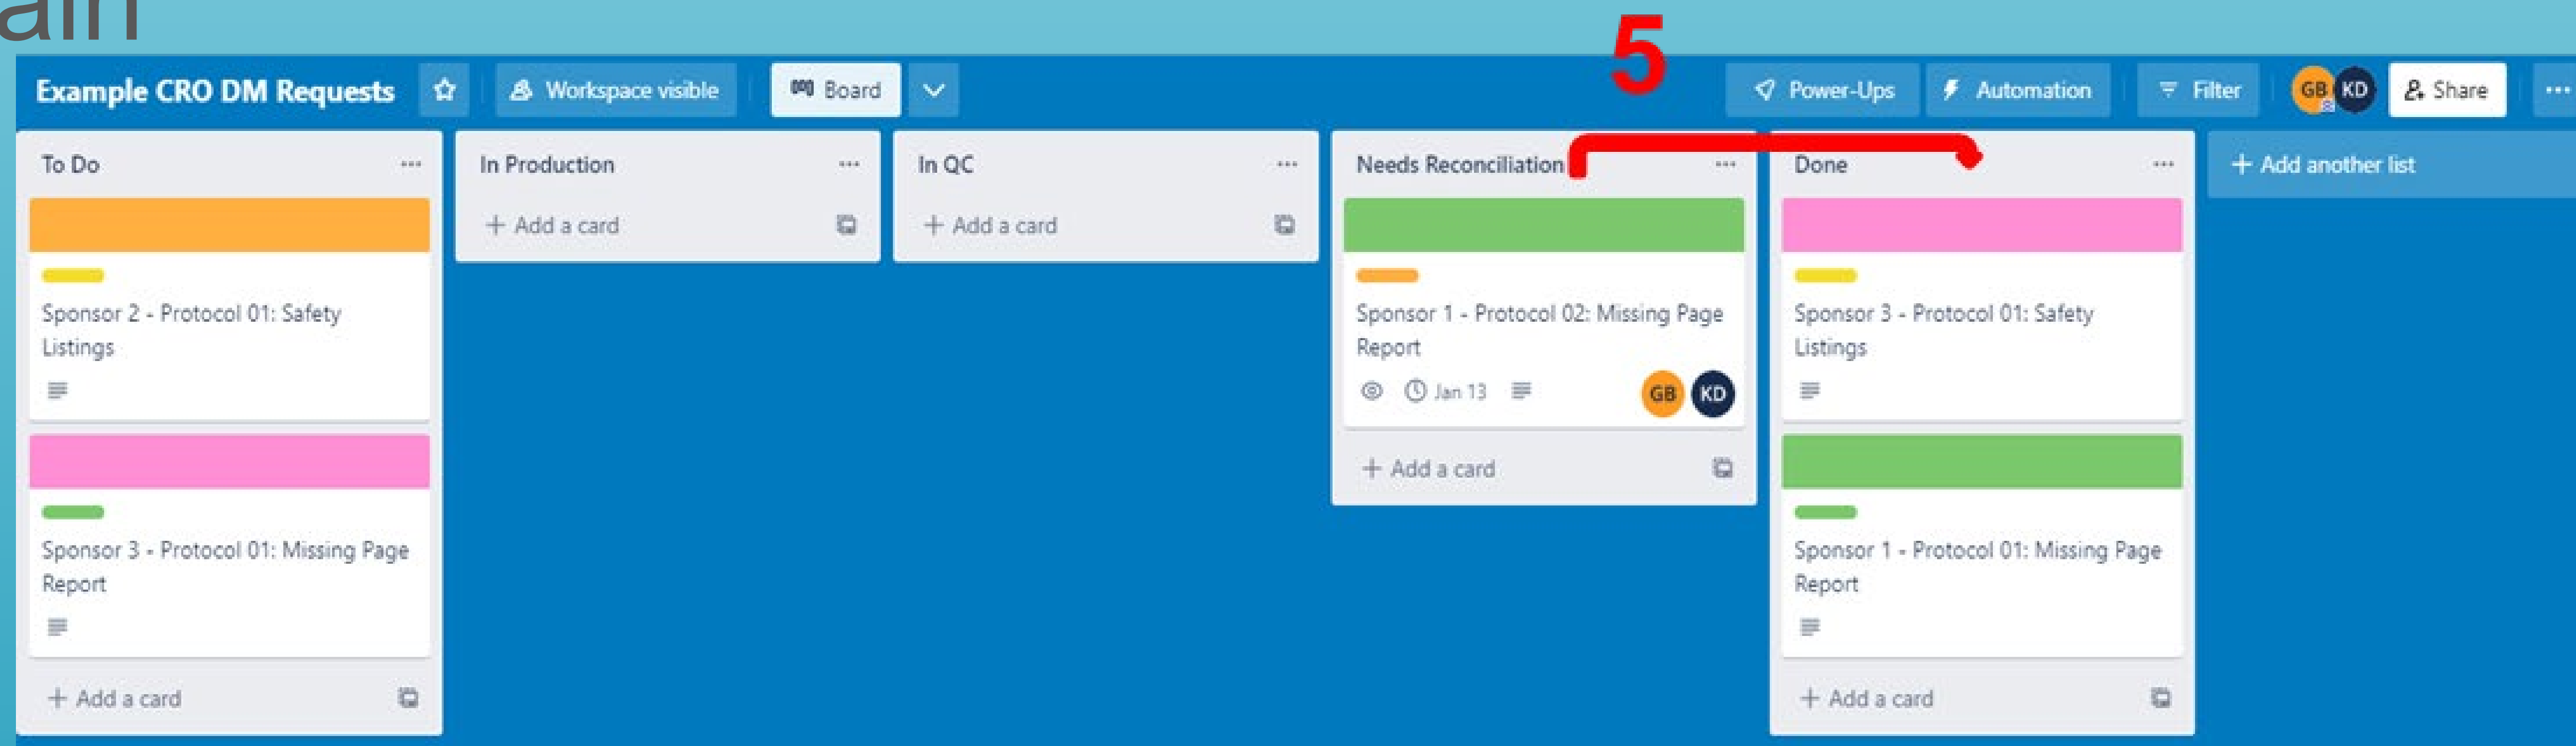 5
Example CRO DM Requests
Workspace visible
Board
Power-Ups
Automation
Filter
GB
KD
Share
To Do
Sponsor 2 - Protocol 01: Safety
Listings
Sponsor 3 - Protocol 01: Missing Page
Report
+ Add a card
In Production
+ Add a card
In QC
+ Add a card
Needs Reconciliation
Sponsor 1 - Protocol 02: Missing Page
Report
Jan 13
GB
KD
+ Add a card
Done
Sponsor 3 - Protocol 01: Safety
Listings
Sponsor 1 - Protocol 01: Missing Page
Report
+ Add a card
+ Add another list